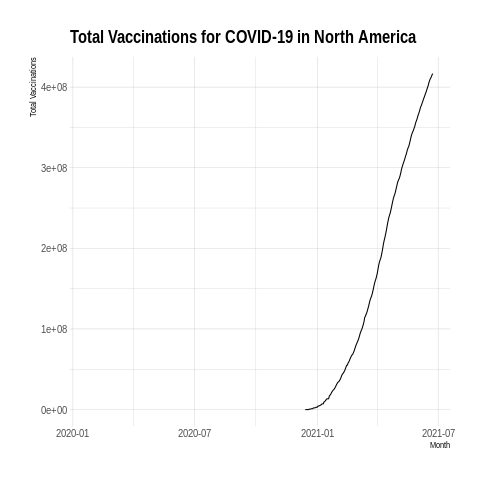 Total Vaccinations for COVID-19 in North America
Total Vaccinations
4e+08
3e+08
2e+08
1e+08
0e+00
2020-01 2020-07 2021-01 2021-07
Month